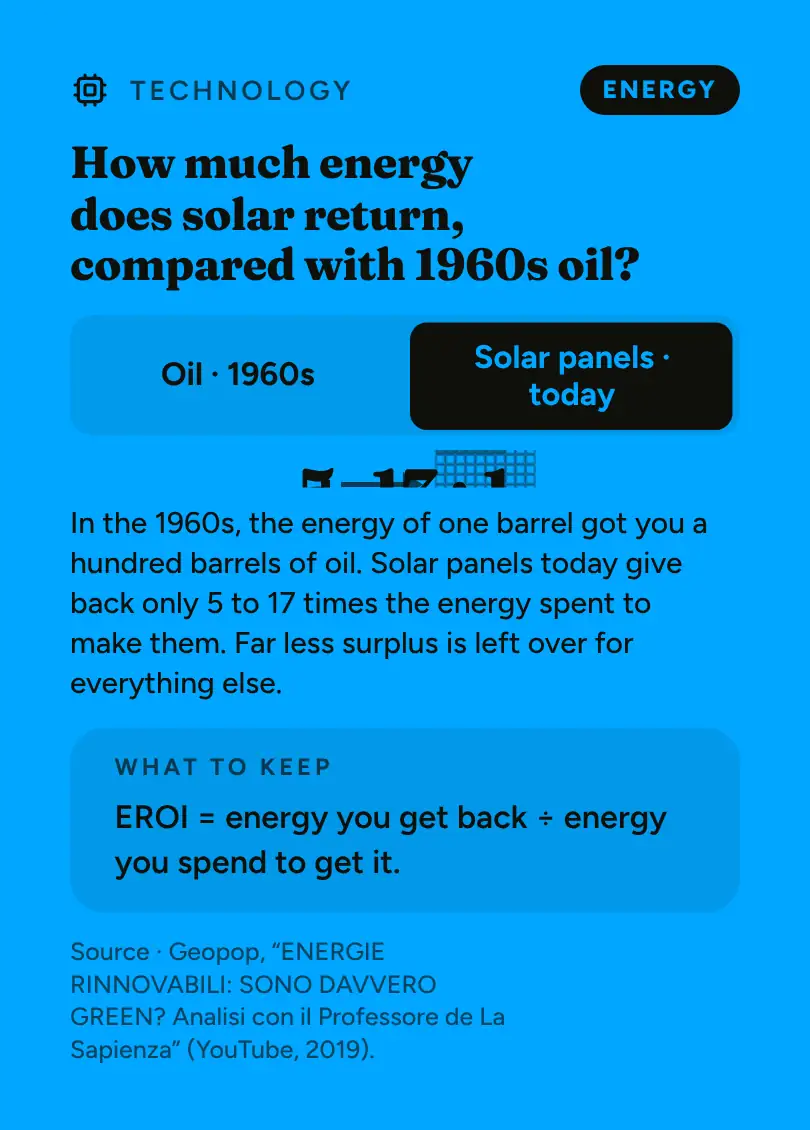 TECHNOLOGY
ENERGY
How much energy
does solar return,
compared with 1960s oil?
Oil · 1960s
Solar panels ·
today
In the 1960s, the energy of one barrel got you a
hundred barrels of oil. Solar panels today give
back only 5 to 17 times the energy spent to
make them. Far less surplus is left over for
everything else.
WHAT TO KEEP
EROI = energy you get back ÷ energy
you spend to get it.
Source · Geopop, “ENERGIE
RINNOVABILI: SONO DAVVERO
GREEN? Analisi con il Professore de La
Sapienza” (YouTube, 2019).